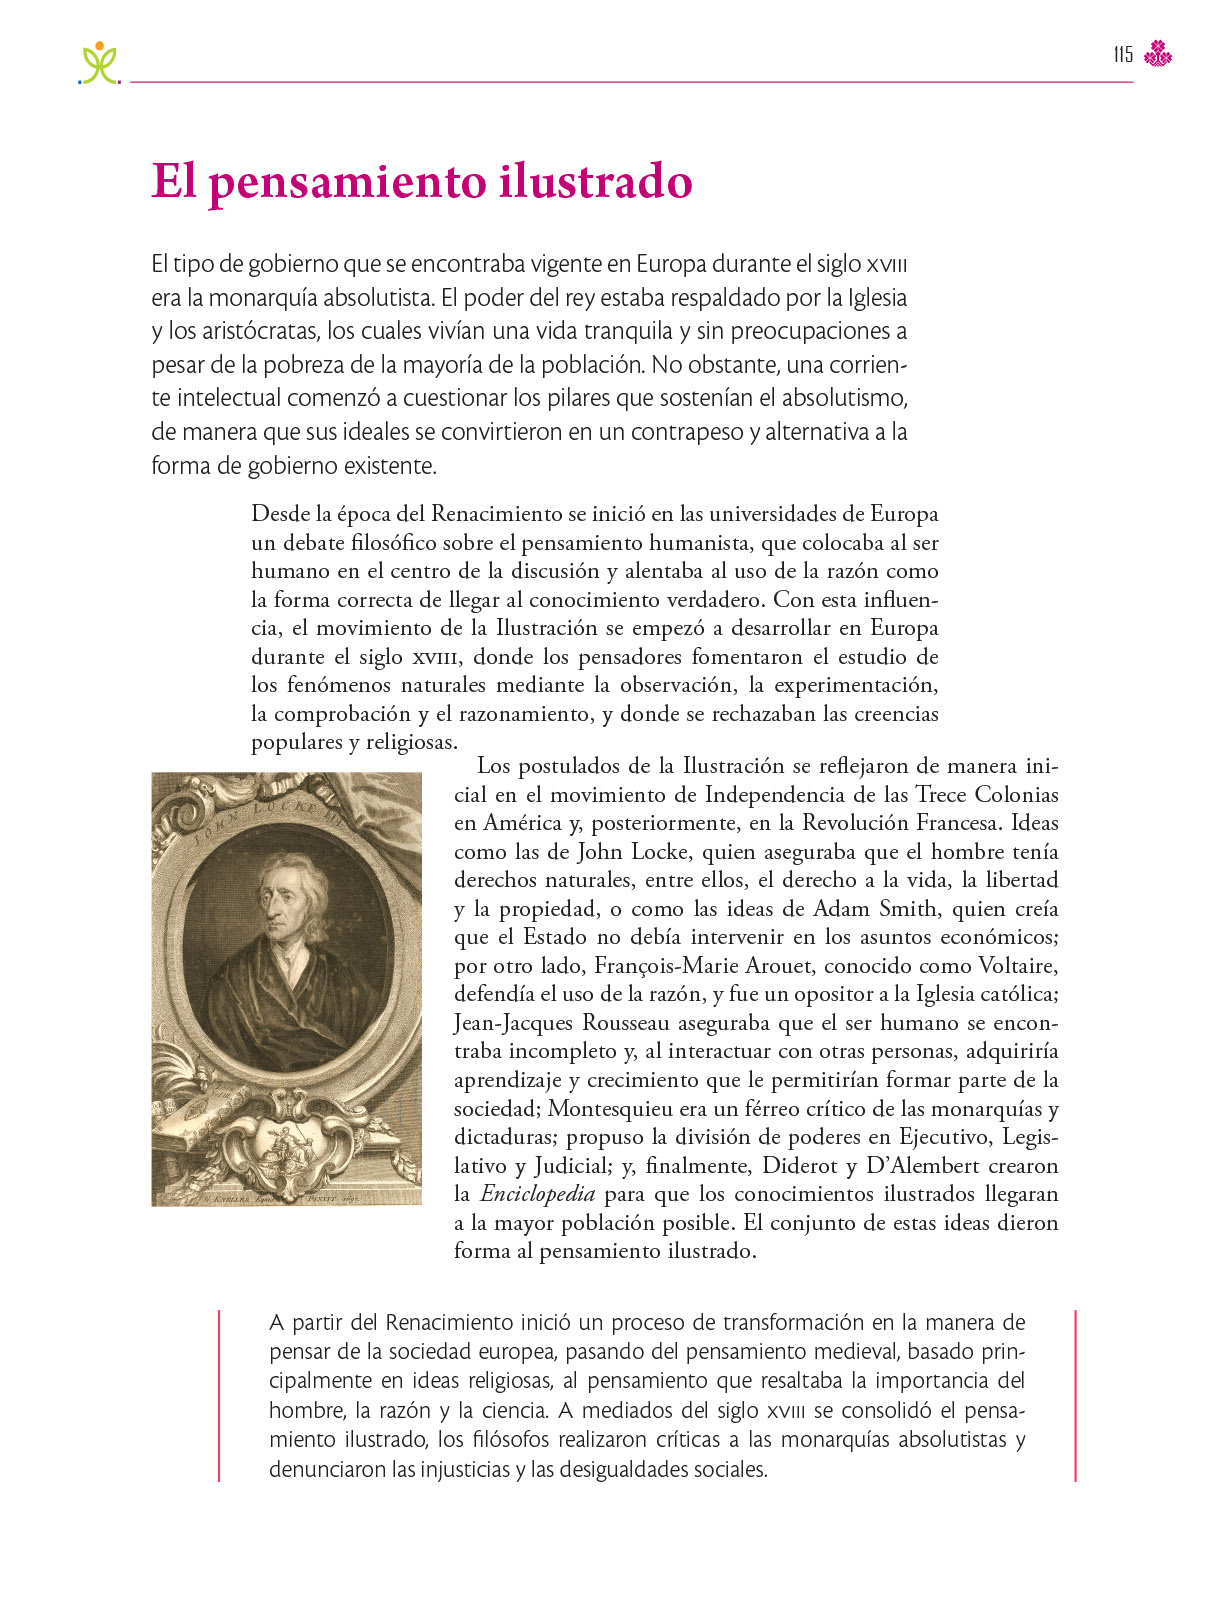 115
El pensamiento ilustrado
El tipo de gobierno que se encontraba vigente en Europa durante el siglo XVIII
era la monarquía absolutista. El poder del rey estaba respaldado por la Iglesia
y los aristócratas, los cuales vivían una vida tranquila y sin preocupaciones a
pesar de la pobreza de la mayoría de la población. No obstante, una corrien-
te intelectual comenzó a cuestionar los pilares que sostenían el absolutismo,
de manera que sus ideales se convirtieron en un contrapeso y alternativa a la
forma de gobierno existente.
Desde la época del Renacimiento se inició en las universidades de Europa
un debate filosófico sobre el pensamiento humanista, que colocaba al ser
humano en el centro de la discusión y alentaba al uso de la razón como
la forma correcta de llegar al conocimiento verdadero. Con esta influen-
cia, el movimiento de la Ilustración se empezó a desarrollar en Europa
durante el siglo XVIII, donde los pensadores fomentaron el estudio de
los fenómenos naturales mediante la observación, la experimentación,
la comprobación y el razonamiento, y donde se rechazaban las creencias
populares y religiosas.
Los postulados de la Ilustración se reflejaron de manera ini-
cial en el movimiento de Independencia de las Trece Colonias
en América y, posteriormente, en la Revolución Francesa. Ideas
como las de John Locke, quien aseguraba que el hombre tenía
derechos naturales, entre ellos, el derecho a la vida, la libertad
y la propiedad, o como las ideas de Adam Smith, quien creía
que el Estado no debía intervenir en los asuntos económicos;
por otro lado, François-Marie Arouet, conocido como Voltaire,
defendía el uso de la razón, y fue un opositor a la Iglesia católica;
Jean-Jacques Rousseau aseguraba que el ser humano se encon-
traba incompleto y, al interactuar con otras personas, adquiriría
aprendizaje y crecimiento que le permitirían formar parte de la
sociedad; Montesquieu era un férreo crítico de las monarquías y
dictaduras; propuso la división de poderes en Ejecutivo, Legis-
lativo y Judicial; y, finalmente, Diderot y D’Alembert crearon
la Enciclopedia para que los conocimientos ilustrados llegaran
a la mayor población posible. El conjunto de estas ideas dieron
forma al pensamiento ilustrado.
JOHN LOCKE
G. KNELLER PINXIT 1697
A partir del Renacimiento inició un proceso de transformación en la manera de
pensar de la sociedad europea, pasando del pensamiento medieval, basado prin-
cipalmente en ideas religiosas, al pensamiento que resaltaba la importancia del
hombre, la razón y la ciencia. A mediados del siglo XVIII se consolidó el pensa-
miento ilustrado, los filósofos realizaron críticas a las monarquías absolutistas y
denunciaron las injusticias y las desigualdades sociales.